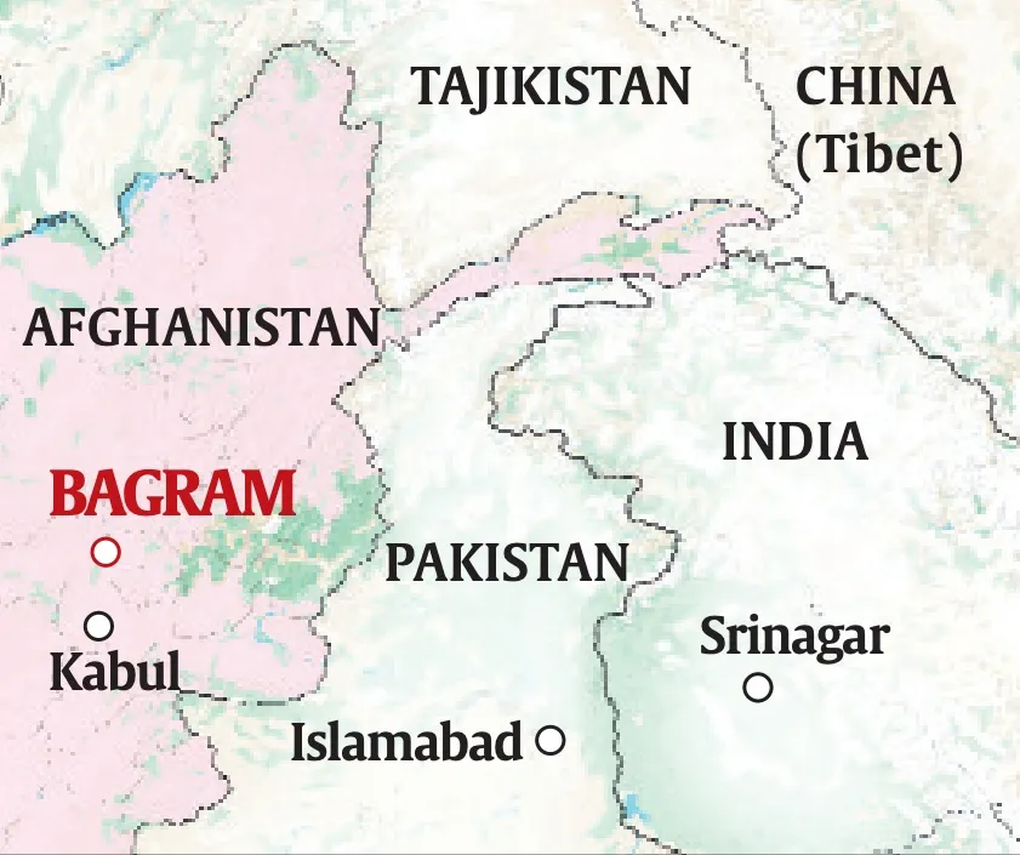 TAJIKISTAN
CHINA
(Tibet)
AFGHANISTAN
INDIA
BAGRAM
PAKISTAN
Srinagar
Kabul
Islamabad